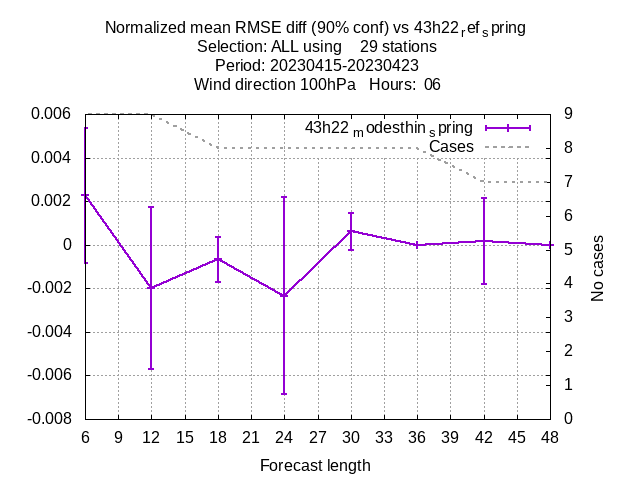 Normalized mean RMSE diff (90% conf) vs 43h22refspring
Selection: ALL using 29 stations
Period: 20230415-20230423
Wind direction 100hPa Hours: 06
43h22modesthinspring
Cases
0.006
0.004
0.002
0
-0.002
-0.004
-0.006
-0.008
9
8
7
6
5
4
3
2
1
0
No cases
6 9 12 15 18 21 24 27 30 33 36 39 42 45 48
Forecast length